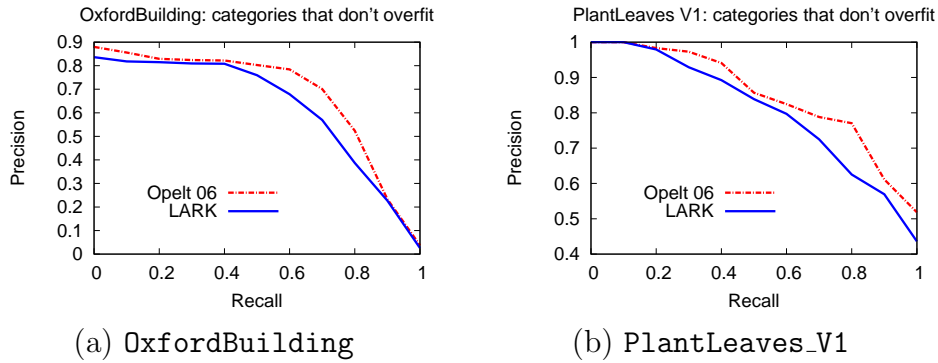 OxfordBuilding: categories that don't overfit
0.9
0.8
0.7
0.6
0.5
0.4
0.3
0.2
0.1
0
Precision
Opelt 06
LARK
0 0.2 0.4 0.6 0.8 1
Recall
(a) OxfordBuilding
PlantLeaves V1: categories that don't overfit
1
0.9
0.8
0.7
0.6
0.5
0.4
Precision
Opelt 06
LARK
0 0.2 0.4 0.6 0.8 1
Recall
(b) PlantLeaves_V1